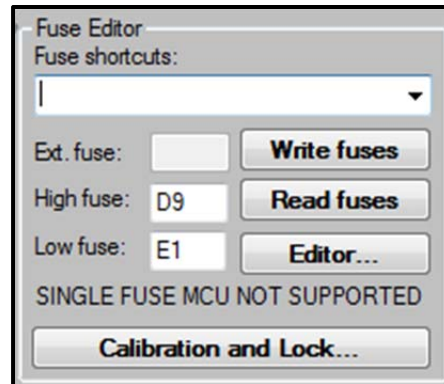 Fuse Editor
Fuse shortcuts:
Ext. fuse:
Write fuses
High fuse: D9
Read fuses
Low fuse: E1
Editor...
SINGLE FUSE MCU NOT SUPPORTED
Calibration and Lock...